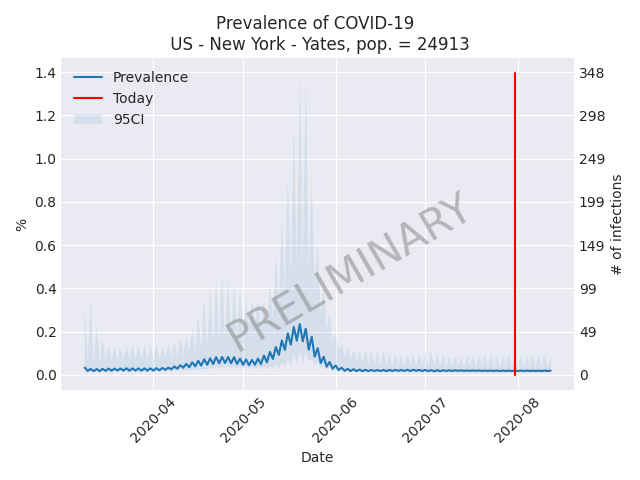 Prevalence of COVID-19
US - New York - Yates, pop. = 24913
Prevalence
Today
95CI
PRELIMINARY
1.4
1.2
1.0
0.8
0.6
0.4
0.2
0.0
%
348
298
249
199
149
99
49
0
# of infections
2020-04
2020-05
2020-06
2020-07
2020-08
Date